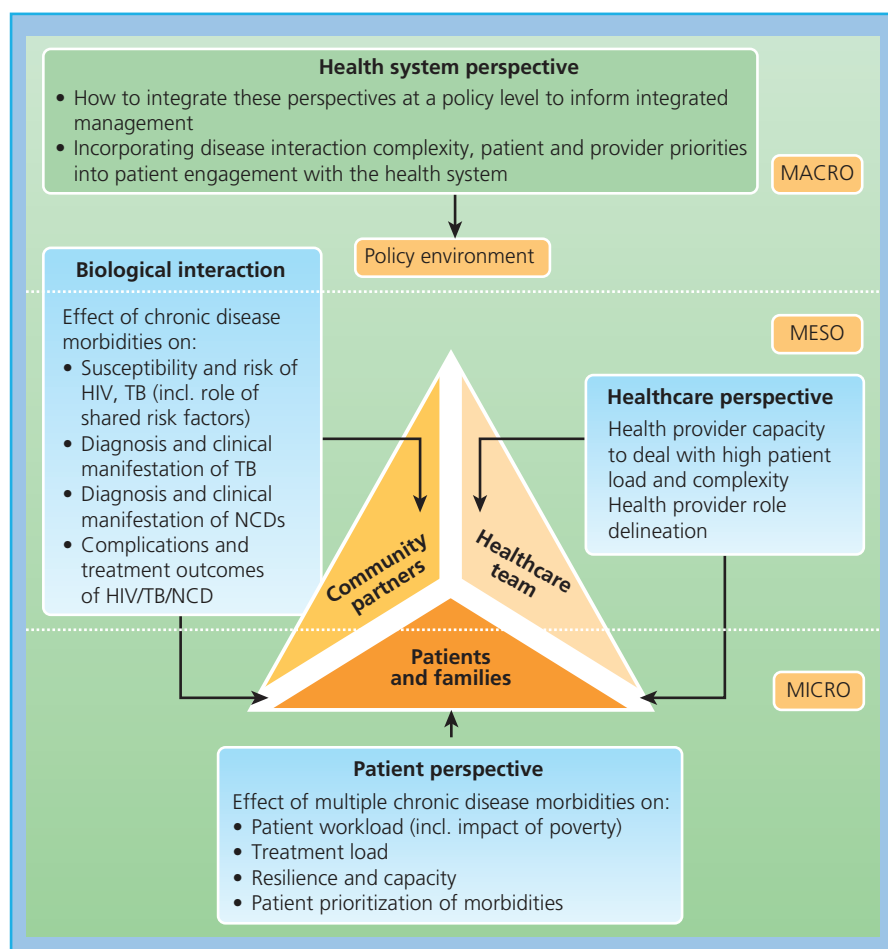 Health system perspective
• How to integrate these perspectives at a policy level to inform integrated
management
• Incorporating disease interaction complexity, patient and provider priorities
into patient engagement with the health system
MACRO
Policy environment
Biological interaction
Effect of chronic disease
morbidities on:
• Susceptibility and risk of
HIV, TB (incl. role of
shared risk factors)
• Diagnosis and clinical
manifestation of TB
• Diagnosis and clinical
manifestation of NCDs
• Complications and
treatment outcomes
of HIV/TB/NCD
MESO
Healthcare perspective
Health provider capacity
to deal with high patient
load and complexity
Health provider role
delineation
Community
partners
Healthcare
team
Patients
and families
MICRO
Patient perspective
Effect of multiple chronic disease morbidities on:
• Patient workload (incl. impact of poverty)
• Treatment load
• Resilience and capacity
• Patient prioritization of morbidities